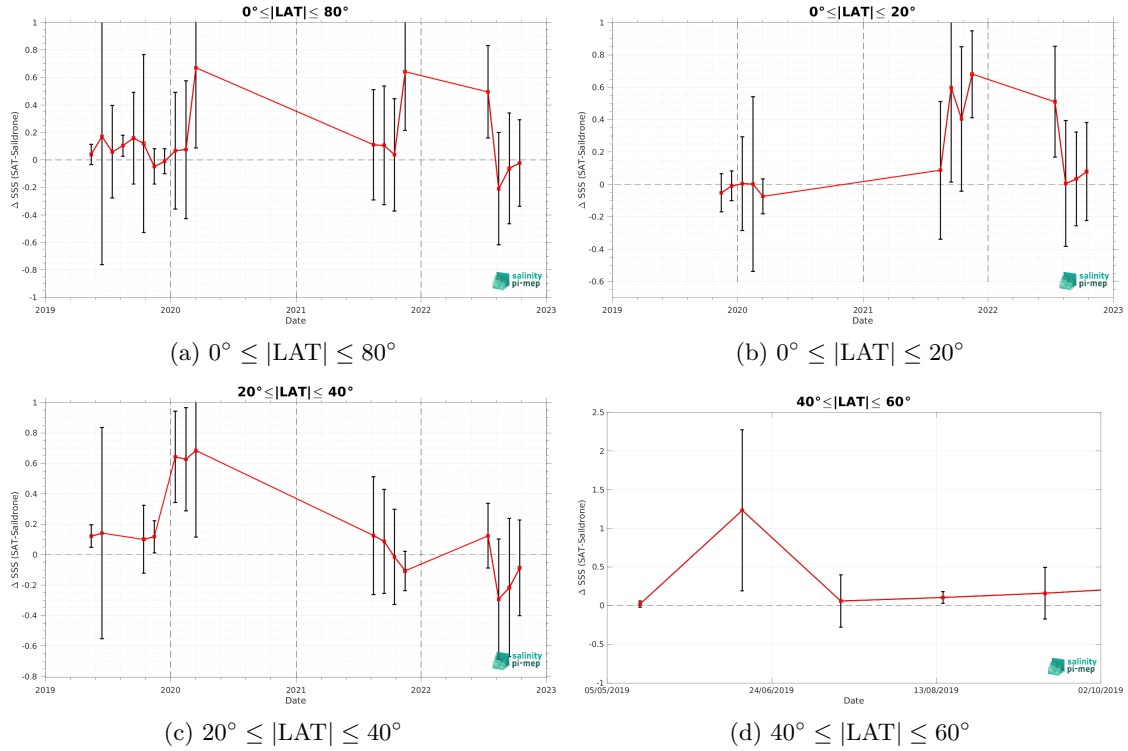 0°≤|LAT|≤ 80°
Δ SSS (SAT-Saildrone)
1
0.8
0.6
0.4
0.2
0
-0.2
-0.4
-0.6
-0.8
-1
2019
2020
2021
2022
2023
Date
salinity
pi-mep
(a) 0° ≤ |LAT| ≤ 80°
0°≤|LAT|≤ 20°
Δ SSS (SAT-Saildrone)
1
0.8
0.6
0.4
0.2
0
-0.2
-0.4
-0.6
2019
2020
2021
2022
2023
Date
salinity
pi-mep
(b) 0° ≤ |LAT| ≤ 20°
20°≤|LAT|≤ 40°
Δ SSS (SAT-Saildrone)
1
0.8
0.6
0.4
0.2
0
-0.2
-0.4
-0.6
-0.8
2019
2020
2021
2022
2023
Date
salinity
pi-mep
(c) 20° ≤ |LAT| ≤ 40°
40°≤|LAT|≤ 60°
Δ SSS (SAT-Saildrone)
2.5
2
1.5
1
0.5
0
-0.5
-1
05/05/2019
24/06/2019
13/08/2019
02/10/2019
Date
salinity
pi-mep
(d) 40° ≤ |LAT| ≤ 60°